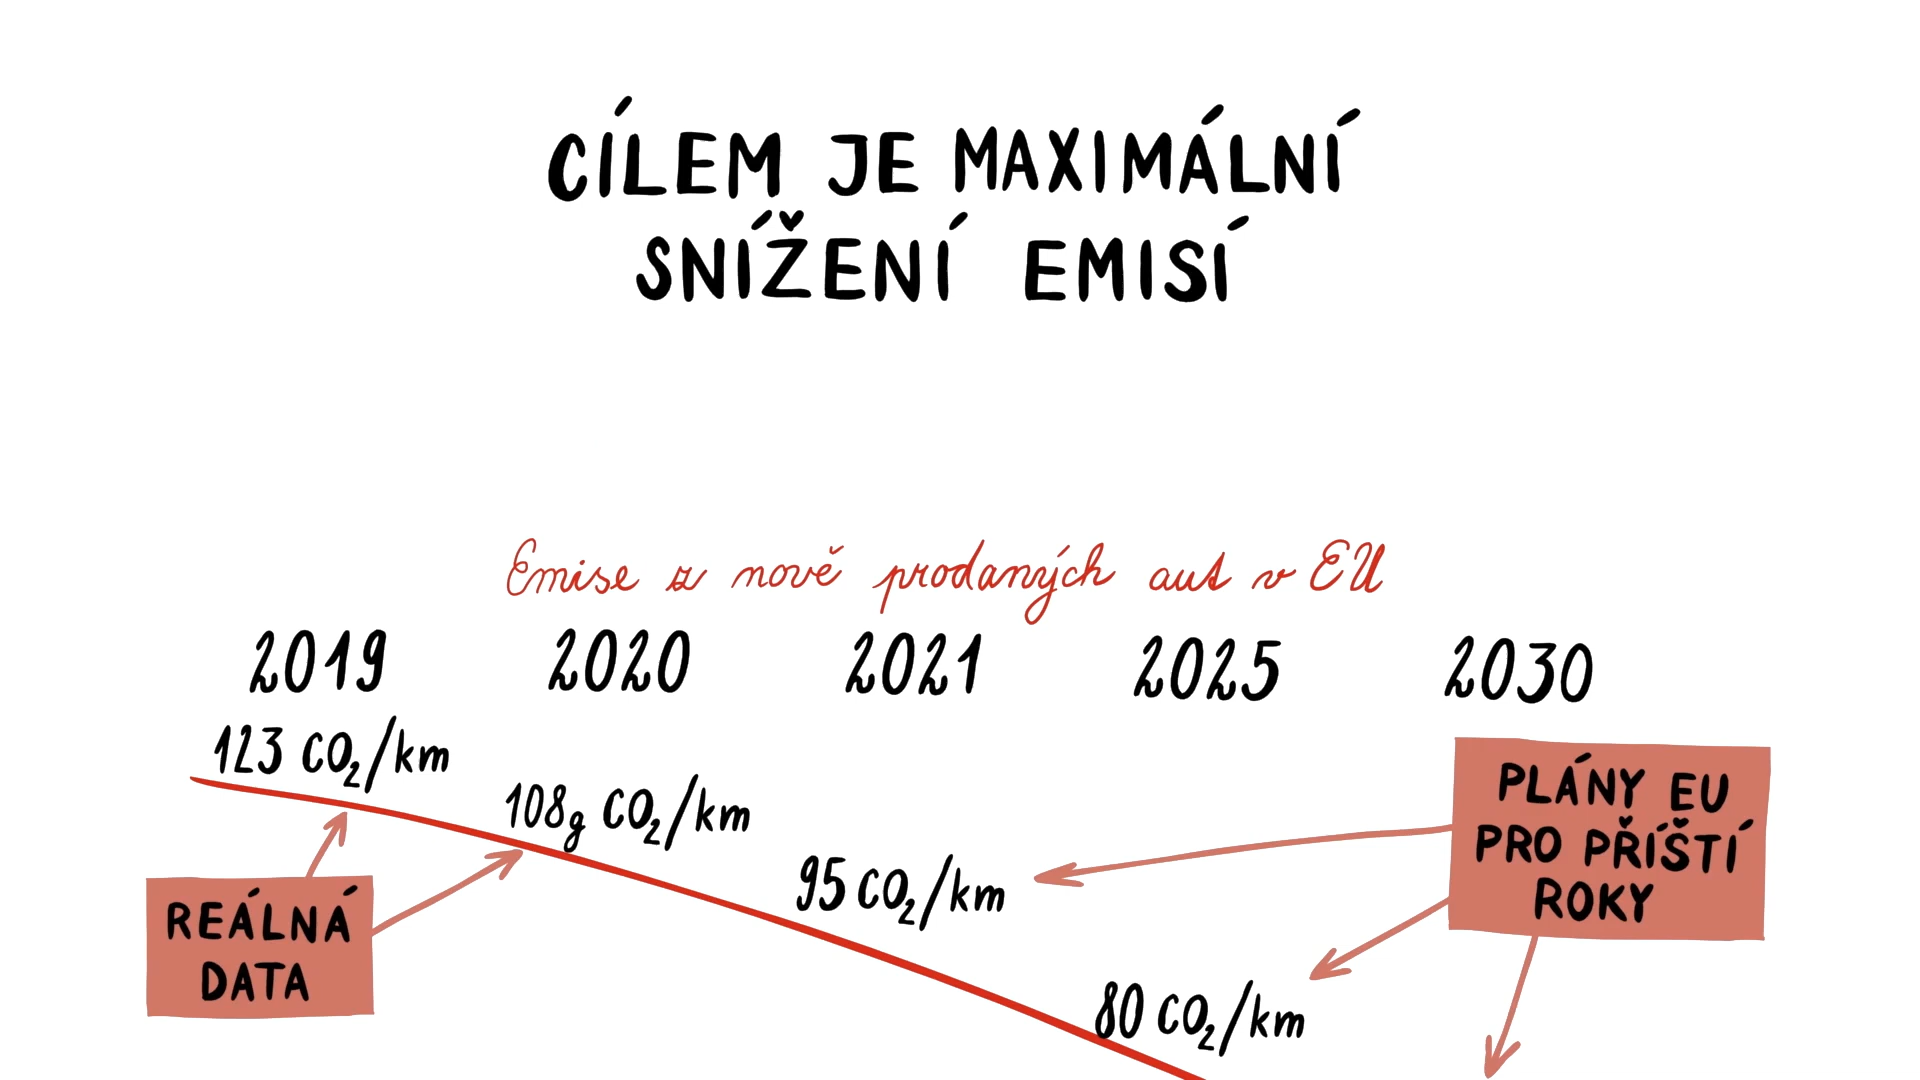 CÍLEM JE MAXIMÁLNÍ
SNÍŽENÍ EMISÍ
Emise z nově prodaných aut v EU
2019 2020 2021 2025 2030
123 CO₂/km
108g CO₂/km
95 CO₂/km
80 CO₂/km
REÁLNÁ
DATA
PLÁNY EU
PRO PŘÍŠTÍ
ROKY